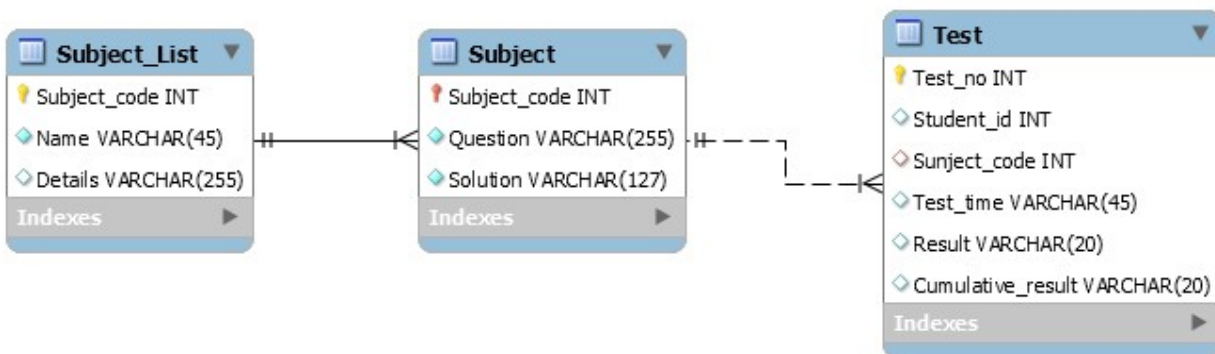 Subject_List
Subject_code INT
Name VARCHAR(45)
Details VARCHAR(255)
Indexes
Subject
Subject_code INT
Question VARCHAR(255)
Solution VARCHAR(127)
Indexes
Test
Test_no INT
Student_id INT
Sunject_code INT
Test_time VARCHAR(45)
Result VARCHAR(20)
Cumulative_result VARCHAR(20)
Indexes